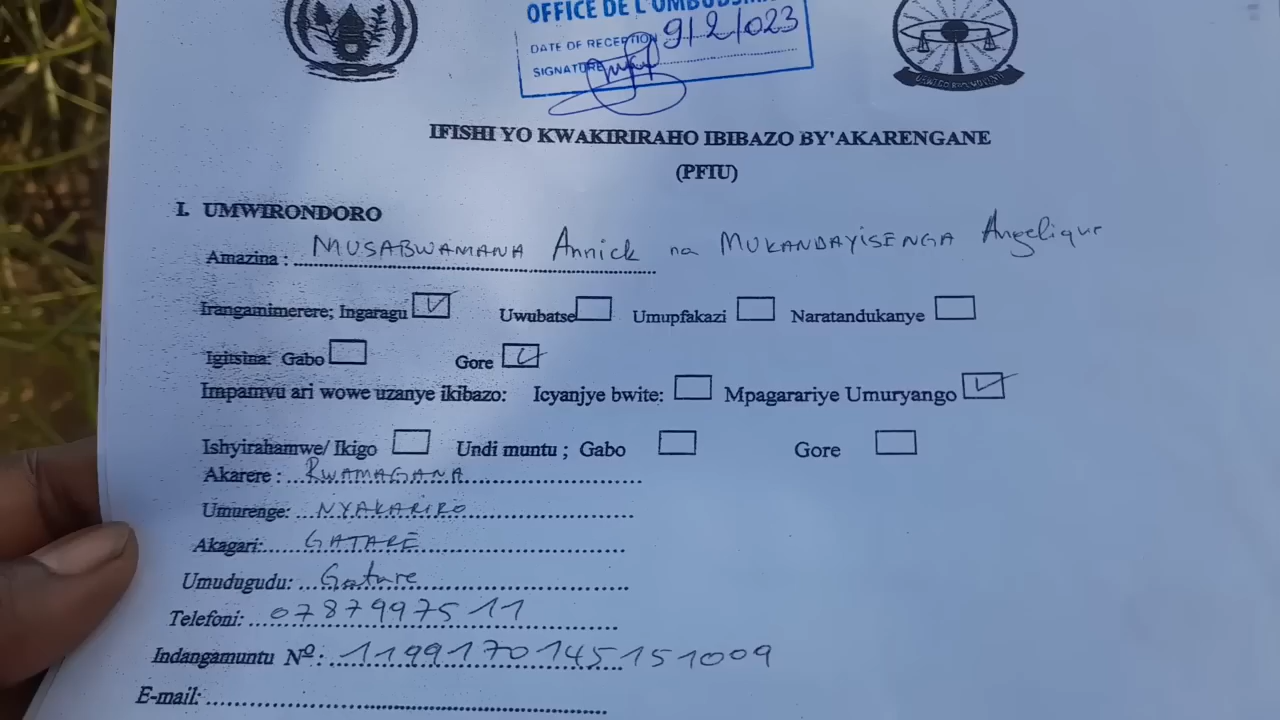 OFFICE DE L'OMBUDSMAN
DATE OF RECEPTION 9/2/023
SIGNATURE
IFISHI YO KWAKIRIRAHO IBIBAZO BY'AKARENGANE
(PFIU)
I. UMWIRONDORO
Amazina : MUSABWAMANA Annick na MUKANDAYISENGA Angelique
Irangamimerere; Ingaragu Uwubatse Umupfakazi Naratandukanye
Igitsina: Gabo Gore
Impamvu ari wowe uzanye ikibazo: Icyanjye bwite: Mpagarariye Umuryango
Ishyirahamwe/ Ikigo Undi muntu ; Gabo Gore
Akarere : RWAMAGANA
Umurenge: NYAKARIRO
Akagari: GATARE
Umudugudu: Gature
Telefoni: 0787997511
Indangamuntu Nº: 1199170145151009
E-mail: